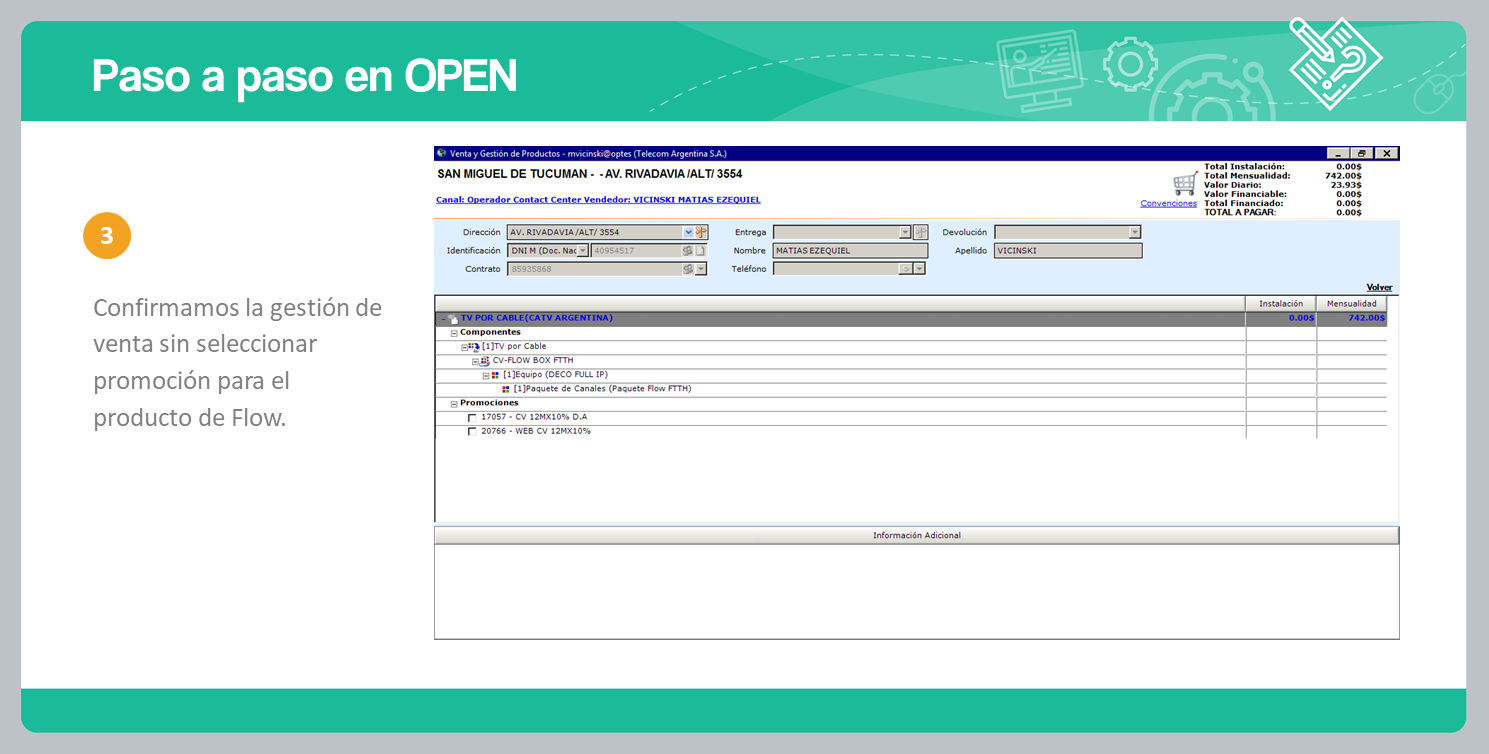 Paso a paso en OPEN
3
Confirmamos la gestión de
venta sin seleccionar
promoción para el
producto de Flow.
Venta y Gestión de Productos - mvicinski@optes (Telecom Argentina S.A.)
SAN MIGUEL DE TUCUMAN - - AV. RIVADAVIA /ALT/ 3554
Canal: Operador Contact Center Vendedor: VICINSKI MATIAS EZEQUIEL
Convenciones
Total Instalación: 0.00$
Total Mensualidad: 742.00$
Valor Diario: 23.93$
Valor Financiable: 0.00$
Total Financiado: 0.00$
TOTAL A PAGAR: 0.00$
Dirección AV. RIVADAVIA /ALT/ 3554 Entrega Devolución
Identificación DNI M (Doc. Nac 40954517 Nombre MATIAS EZEQUIEL Apellido VICINSKI
Contrato 85935868 Teléfono
Volver
Instalación Mensualidad
TV POR CABLE(CATV ARGENTINA) 0.00$ 742.00$
Componentes
[1]TV por Cable
CV-FLOW BOX FTTH
[1]Equipo (DECO FULL IP)
[1]Paquete de Canales (Paquete Flow FTTH)
Promociones
17057 - CV 12MX10% D.A
20766 - WEB CV 12MX10%
Información Adicional